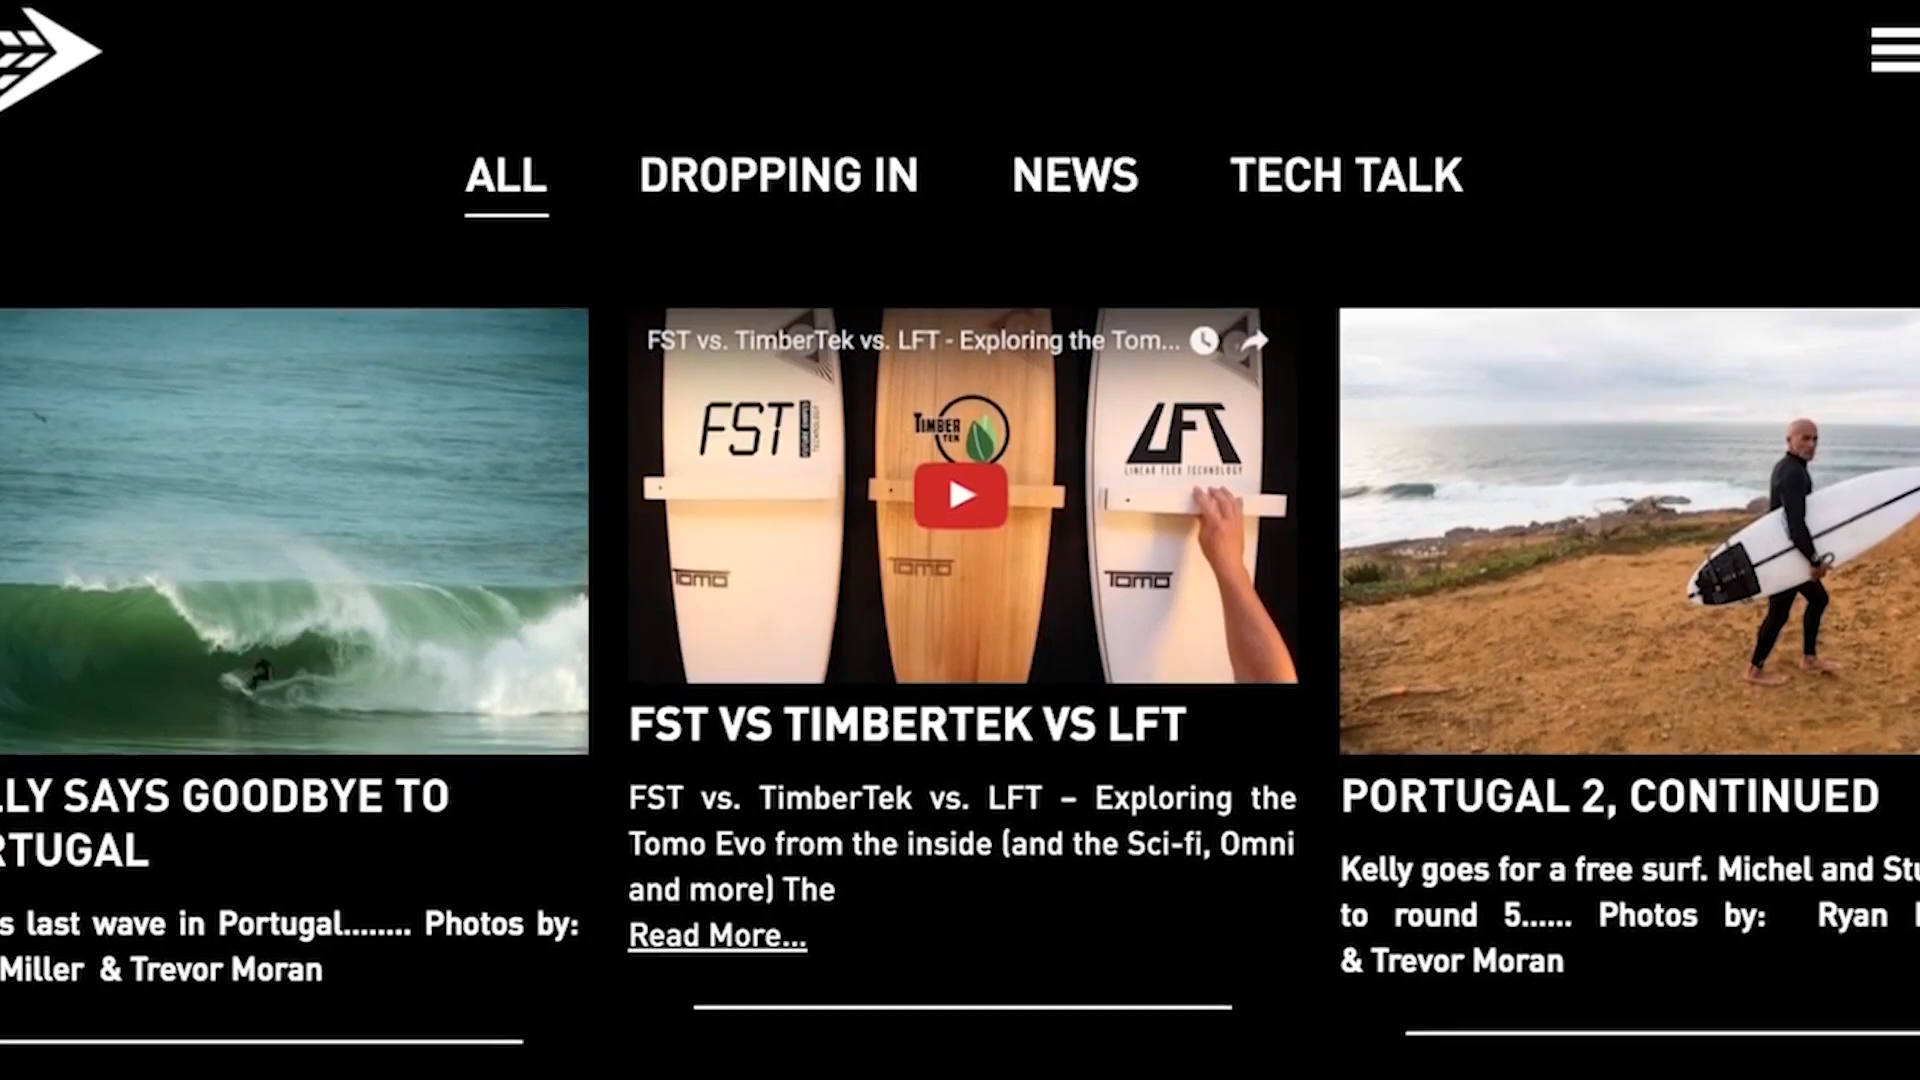 ALL DROPPING IN NEWS TECH TALK
FST vs. TimberTek vs. LFT - Exploring the Tom...
FST
TIMBER
TEK
LFT
LINEAR FLEX TECHNOLOGY
TOMO
TOMO
TOMO
LLY SAYS GOODBYE TO
RTUGAL
s last wave in Portugal........ Photos by:
Miller & Trevor Moran
FST VS TIMBERTEK VS LFT
FST vs. TimberTek vs. LFT – Exploring the
Tomo Evo from the inside (and the Sci-fi, Omni
and more) The
Read More...
PORTUGAL 2, CONTINUED
Kelly goes for a free surf. Michel and Stu
to round 5...... Photos by: Ryan
& Trevor Moran